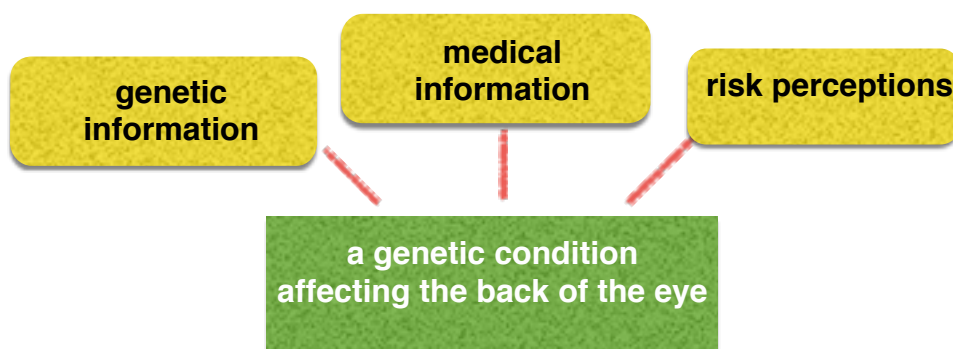 genetic
information
medical
information
risk perceptions
a genetic condition
affecting the back of the eye